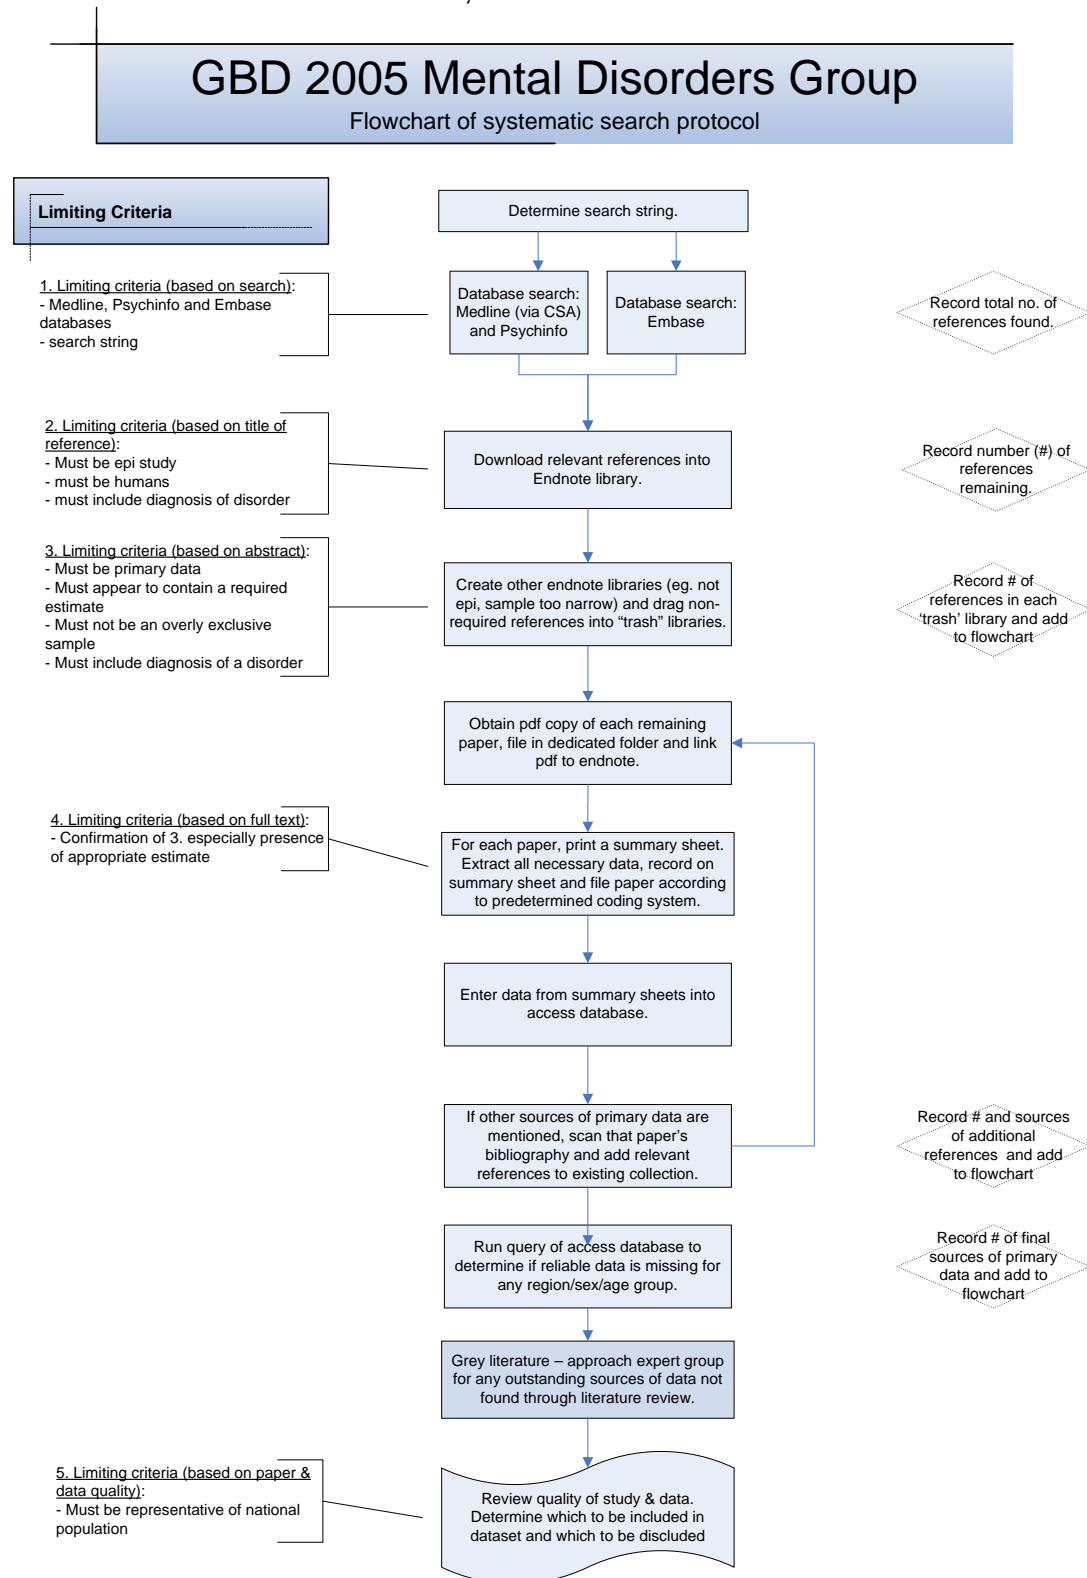 GBD 2005 Mental Disorders Group
Flowchart of systematic search protocol
Limiting Criteria
Determine search string.
1. Limiting criteria (based on search):
- Medline, Psychinfo and Embase
databases
- search string
Database search:
Medline (via CSA)
and Psychinfo
Database search:
Embase
Record total no. of
references found.
2. Limiting criteria (based on title of
reference):
- Must be epi study
- must be humans
- must include diagnosis of disorder
Download relevant references into
Endnote library.
Record number (#) of
references
remaining.
3. Limiting criteria (based on abstract):
- Must be primary data
- Must appear to contain a required
estimate
- Must not be an overly exclusive
sample
- Must include diagnosis of a disorder
Create other endnote libraries (eg. not
epi, sample too narrow) and drag non-
required references into “trash” libraries.
Record # of
references in each
‘trash’ library and add
to flowchart
Obtain pdf copy of each remaining
paper, file in dedicated folder and link
pdf to endnote.
4. Limiting criteria (based on full text):
- Confirmation of 3. especially presence
of appropriate estimate
For each paper, print a summary sheet.
Extract all necessary data, record on
summary sheet and file paper according
to predetermined coding system.
Enter data from summary sheets into
access database.
If other sources of primary data are
mentioned, scan that paper’s
bibliography and add relevant
references to existing collection.
Record # and sources
of additional
references and add
to flowchart
Run query of access database to
determine if reliable data is missing for
any region/sex/age group.
Record # of final
sources of primary
data and add to
flowchart
Grey literature – approach expert group
for any outstanding sources of data not
found through literature review.
5. Limiting criteria (based on paper &
data quality):
- Must be representative of national
population
Review quality of study & data.
Determine which to be included in
dataset and which to be discluded